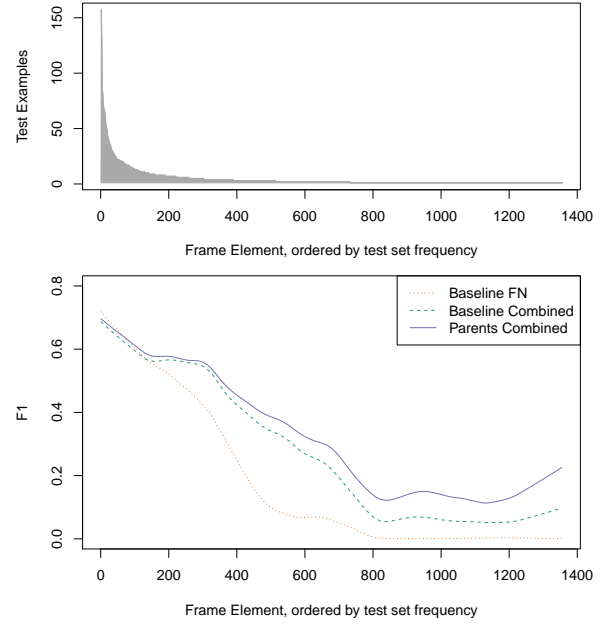 150
100
50
0
Test Examples
0 200 400 600 800 1000 1200 1400
Frame Element, ordered by test set frequency
0.8
0.6
0.4
0.2
0.0
F1
Baseline FN
Baseline Combined
Parents Combined
0 200 400 600 800 1000 1200 1400
Frame Element, ordered by test set frequency